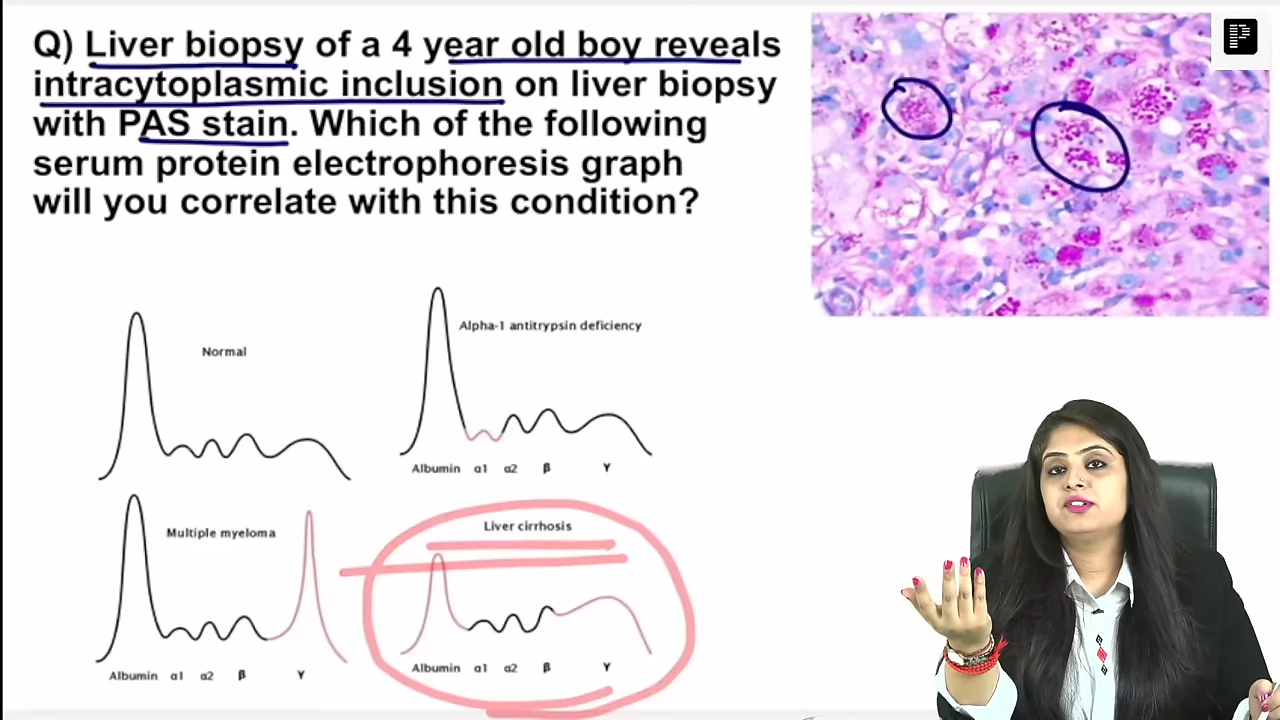 Q) Liver biopsy of a 4 year old boy reveals
intracytoplasmic inclusion on liver biopsy
with PAS stain. Which of the following
serum protein electrophoresis graph
will you correlate with this condition?
Normal
Alpha-1 antitrypsin deficiency
Albumin α1 α2 β γ
Multiple myeloma
Albumin α1 α2 β γ
Liver cirrhosis
Albumin α1 α2 β γ
P